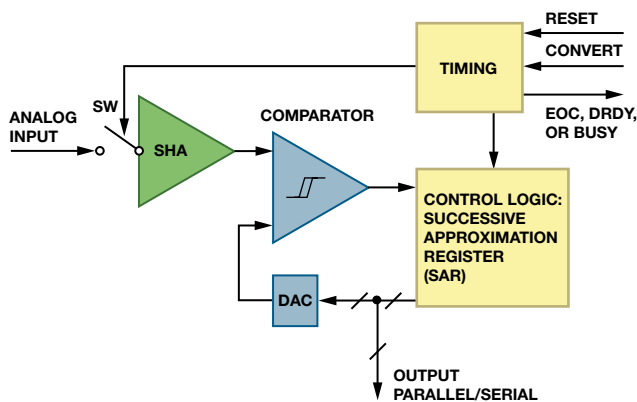 RESET
CONVERT
TIMING
EOC, DRDY,
OR BUSY
SW
COMPARATOR
ANALOG
INPUT
SHA
CONTROL LOGIC:
SUCCESSIVE
APPROXIMATION
REGISTER
(SAR)
DAC
OUTPUT
PARALLEL/SERIAL